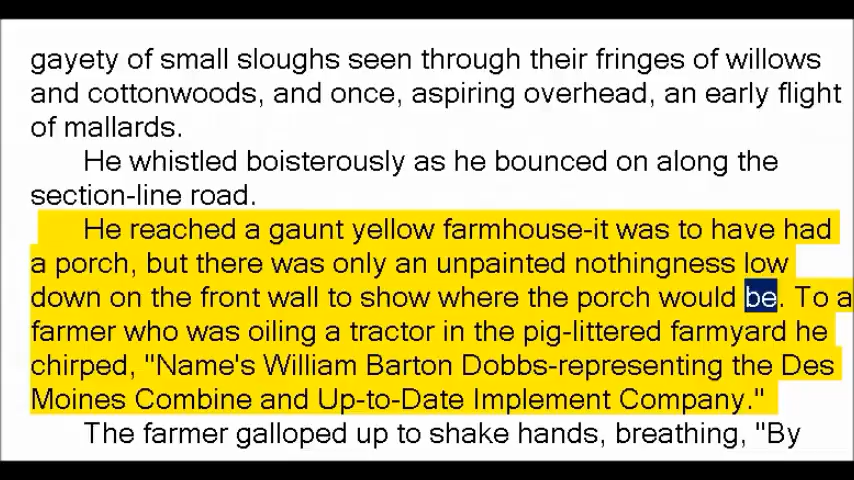 gayety of small sloughs seen through their fringes of willows
and cottonwoods, and once, aspiring overhead, an early flight
of mallards.
He whistled boisterously as he bounced on along the
section-line road.
He reached a gaunt yellow farmhouse-it was to have had
a porch, but there was only an unpainted nothingness low
down on the front wall to show where the porch would be. To a
farmer who was oiling a tractor in the pig-littered farmyard he
chirped, "Name's William Barton Dobbs-representing the Des
Moines Combine and Up-to-Date Implement Company."
The farmer galloped up to shake hands, breathing, "By